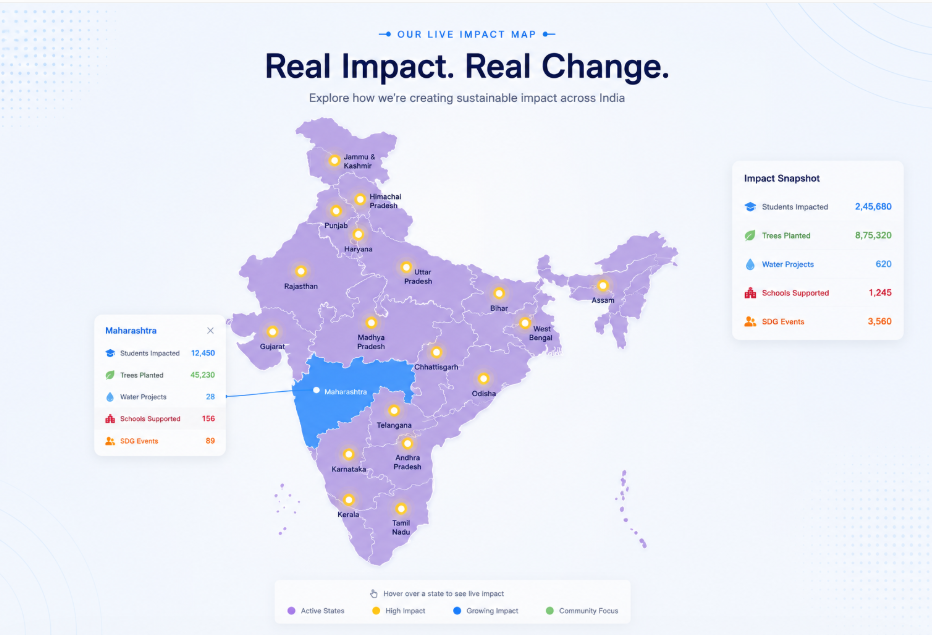 OUR LIVE IMPACT MAP
Real Impact. Real Change.
Explore how we're creating sustainable impact across India
Jammu &
Kashmir
Himachal
Pradesh
Punjab
Haryana
Rajasthan
Uttar
Pradesh
Bihar
Assam
Gujarat
Madhya
Pradesh
West
Bengal
Chhattisgarh
Odisha
Maharashtra
Telangana
Andhra
Pradesh
Karnataka
Kerala
Tamil
Nadu
Impact Snapshot
Students Impacted 2,45,680
Trees Planted 8,75,320
Water Projects 620
Schools Supported 1,245
SDG Events 3,560
Maharashtra
Students Impacted 12,450
Trees Planted 45,230
Water Projects 28
Schools Supported 156
SDG Events 89
Hover over a state to see live impact
Active States High Impact Growing Impact Community Focus